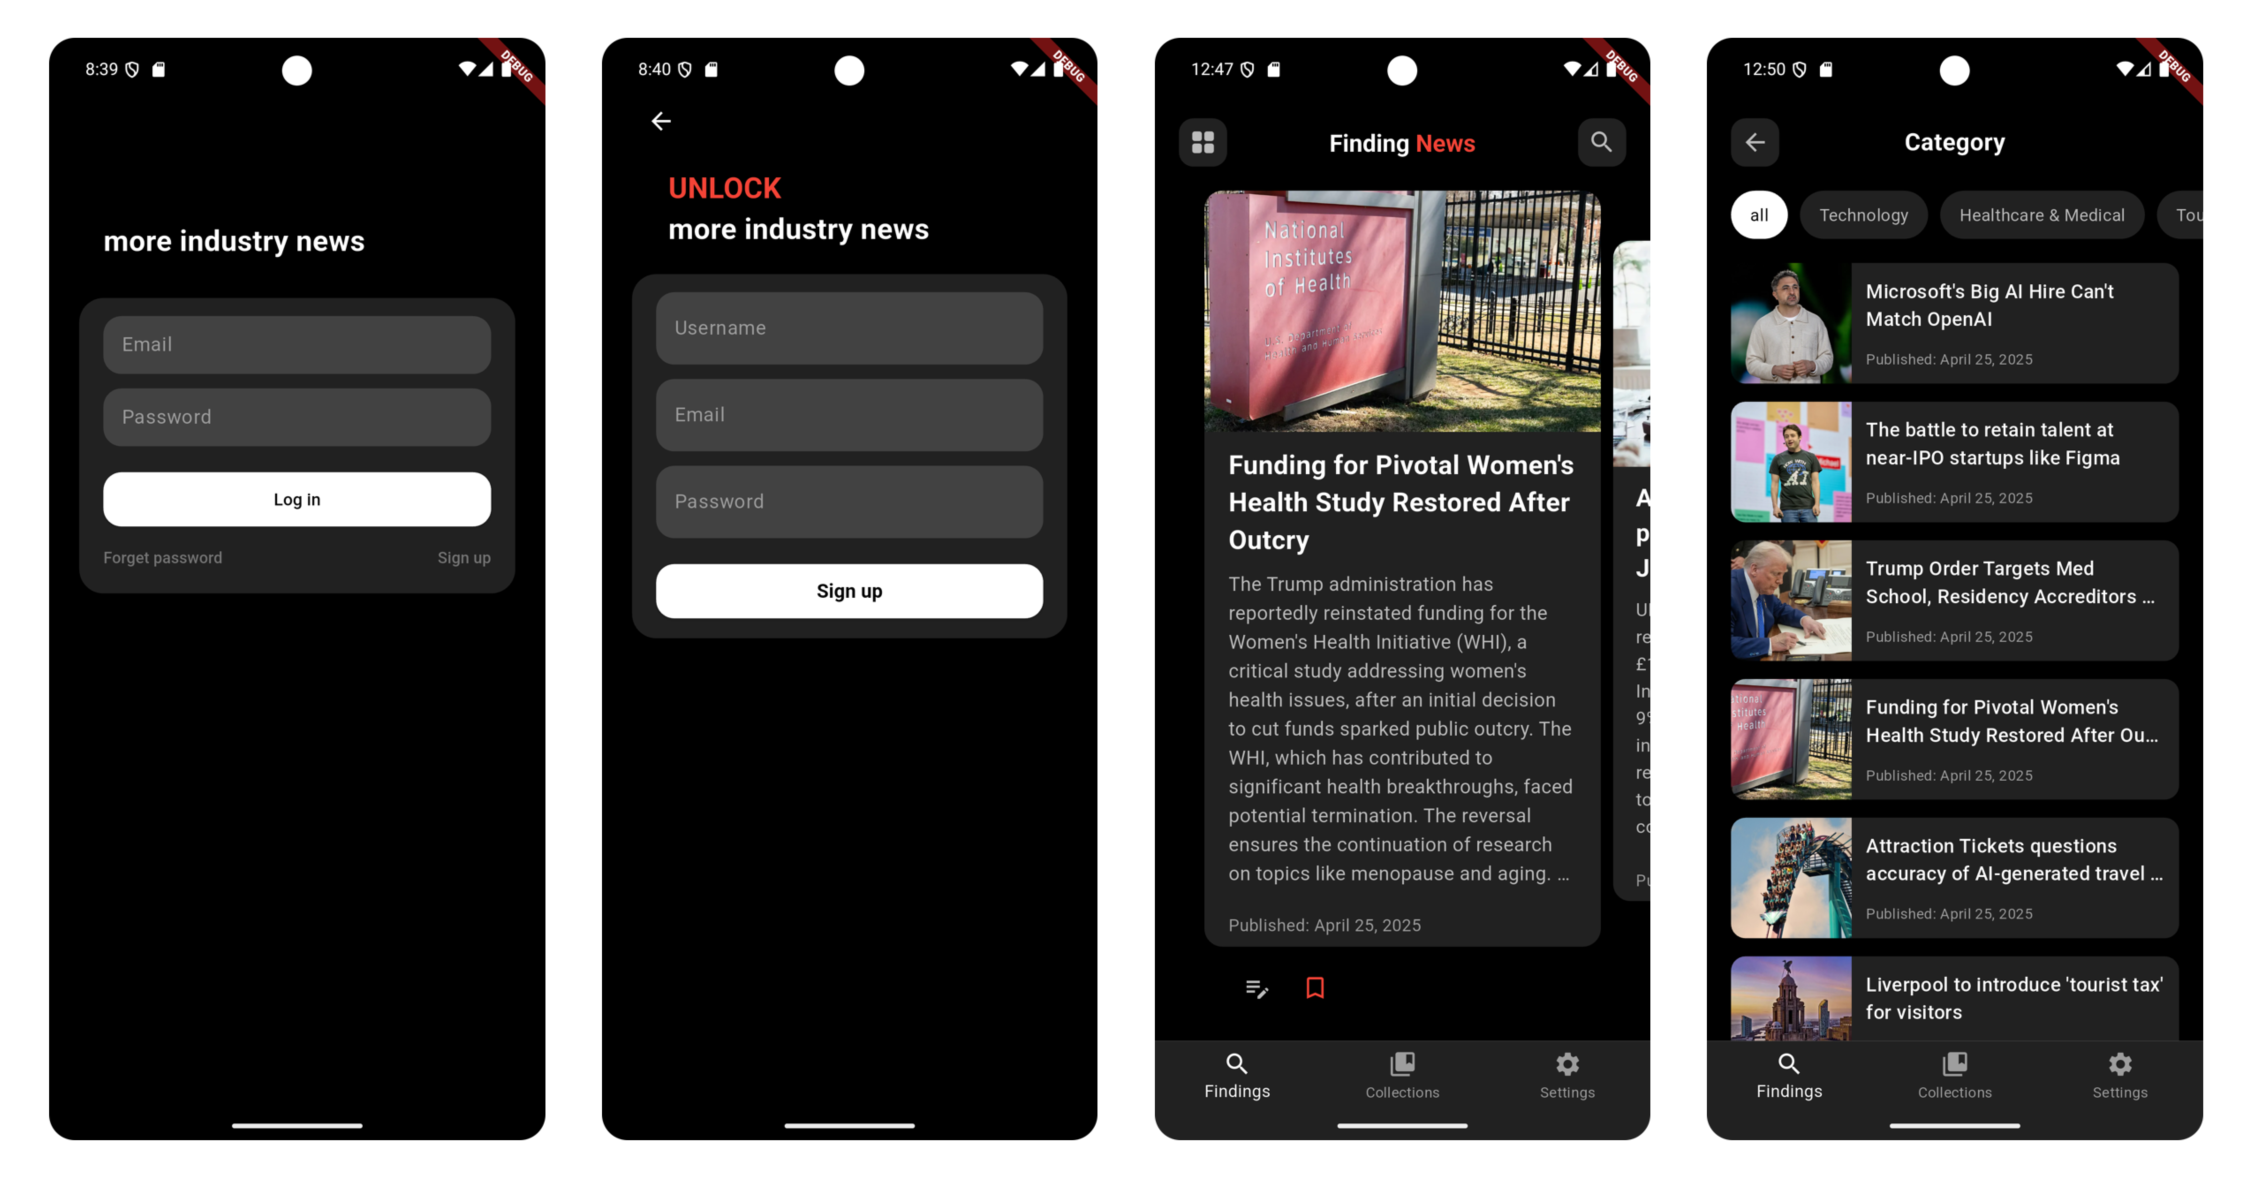 8:39
DEBUG
more industry news
Email
Password
Log in
Forget password
Sign up
8:40
DEBUG
UNLOCK
more industry news
Username
Email
Password
Sign up
12:47
DEBUG
Finding News
National
Institutes
of Health
U.S. Department of
Health and Human Services
Funding for Pivotal Women's
Health Study Restored After
Outcry
The Trump administration has
reportedly reinstated funding for the
Women's Health Initiative (WHI), a
critical study addressing women's
health issues, after an initial decision
to cut funds sparked public outcry. The
WHI, which has contributed to
significant health breakthroughs, faced
potential termination. The reversal
ensures the continuation of research
on topics like menopause and aging. ...
Published: April 25, 2025
Findings
Collections
Settings
12:50
DEBUG
Category
all
Technology
Healthcare & Medical
Tou
Microsoft's Big AI Hire Can't
Match OpenAI
Published: April 25, 2025
The battle to retain talent at
near-IPO startups like Figma
Published: April 25, 2025
Trump Order Targets Med
School, Residency Accreditors ...
Published: April 25, 2025
Funding for Pivotal Women's
Health Study Restored After Ou...
Published: April 25, 2025
Attraction Tickets questions
accuracy of AI-generated travel ...
Published: April 25, 2025
Liverpool to introduce 'tourist tax'
for visitors
Findings
Collections
Settings